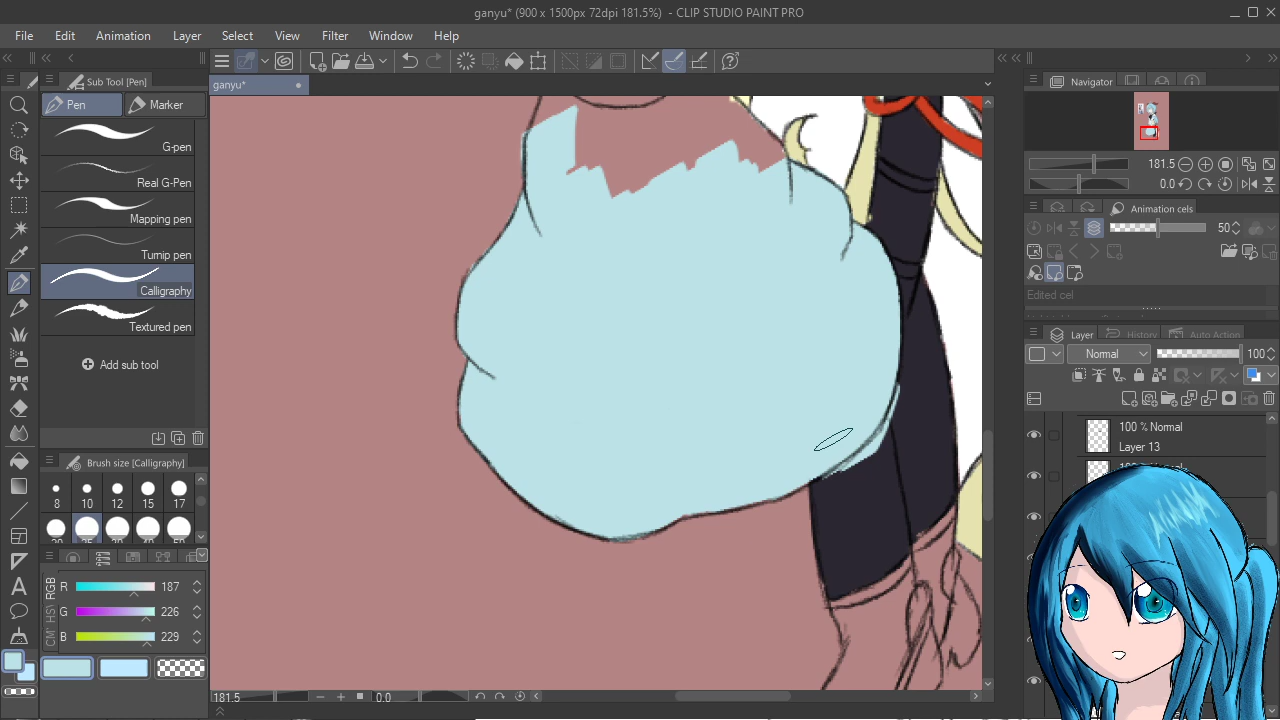 ganyu* (900 x 1500px 72dpi 181.5%)  - CLIP STUDIO PAINT PRO
File Edit Animation Layer Select View Filter Window Help
Sub Tool [Pen]
ganyu*
Navigator
Pen
Marker
G-pen
Real G-Pen
Mapping pen
Turnip pen
Calligraphy
Textured pen
Add sub tool
181.5
0.0
Animation cels
50
Edited cel
Layer
History
Auto Action
Normal
100
100 % Normal
Layer 13
Brush size [Calligraphy]
8 10 12 15 17
RGB
R 187
G 226
B 229
181.5
0.0